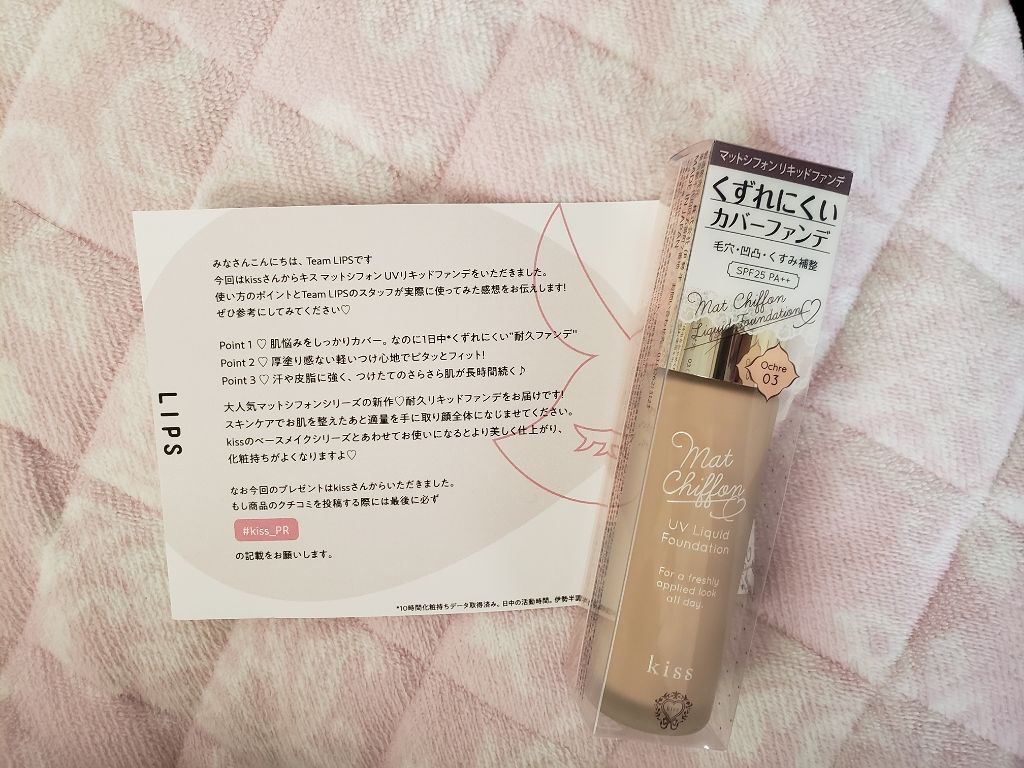 みなさんこんにちは、Team LIPSです
今回はkissさんからキス マットシフォン UVリキッドファンデをいただきました。
使い方のポイントとTeam LIPSのスタッフが実際に使ってみた感想をお伝えします!
ぜひ参考にしてみてください♡
Point 1 ♡ 肌悩みをしっかりカバー。なのに1日中*くずれにくい"耐久ファンデ"
Point 2 ♡ 厚塗り感ない軽いつけ心地でピタッとフィット!
Point 3 ♡ 汗や皮脂に強く、つけたてのさらさら肌が長時間続く♪
大人気マットシフォンシリーズの新作♡耐久リキッドファンデをお届けです!
スキンケアでお肌を整えたあと適量を手に取り顔全体になじませてください。
kissのベースメイクシリーズとあわせてお使いになるとより美しく仕上がり、
化粧持ちがよくなりますよ♡
なお今回のプレゼントはkissさんからいただきました。
もし商品のクチコミを投稿する際には最後に必ず
#kiss_PR
の記載をお願いします。
*10時間化粧持ちデータ取得済み。日中の活動時間。伊勢半調
LIPS
マットシフォンリキッドファンデ
くずれにくい
カバーファンデ
毛穴・凹凸・くすみ補整
SPF25 PA++
Mat Chiffon
Liquid Foundation
Ochre
03
Mat
Chiffon
UV Liquid
Foundation
For a freshly
applied look
all day.
kiss